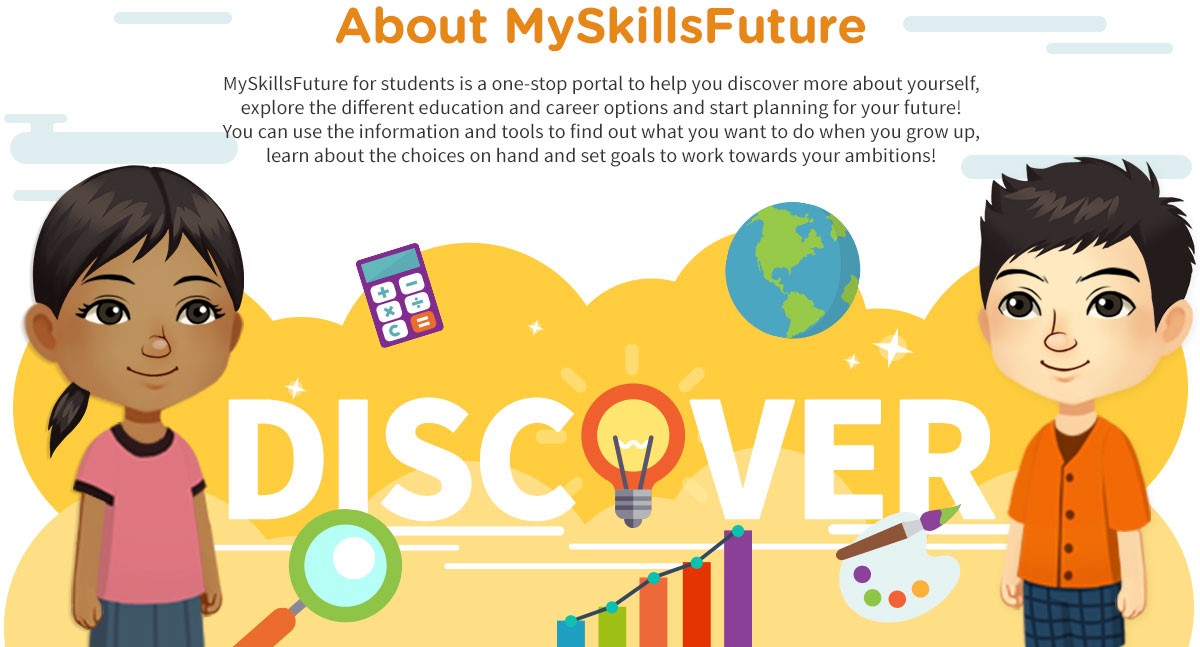 About MySkillsFuture
MySkillsFuture for students is a one-stop portal to help you discover more about yourself,
explore the different education and career options and start planning for your future!
You can use the information and tools to find out what you want to do when you grow up,
learn about the choices on hand and set goals to work towards your ambitions!
+ −
× ÷
C =
DISCOVER